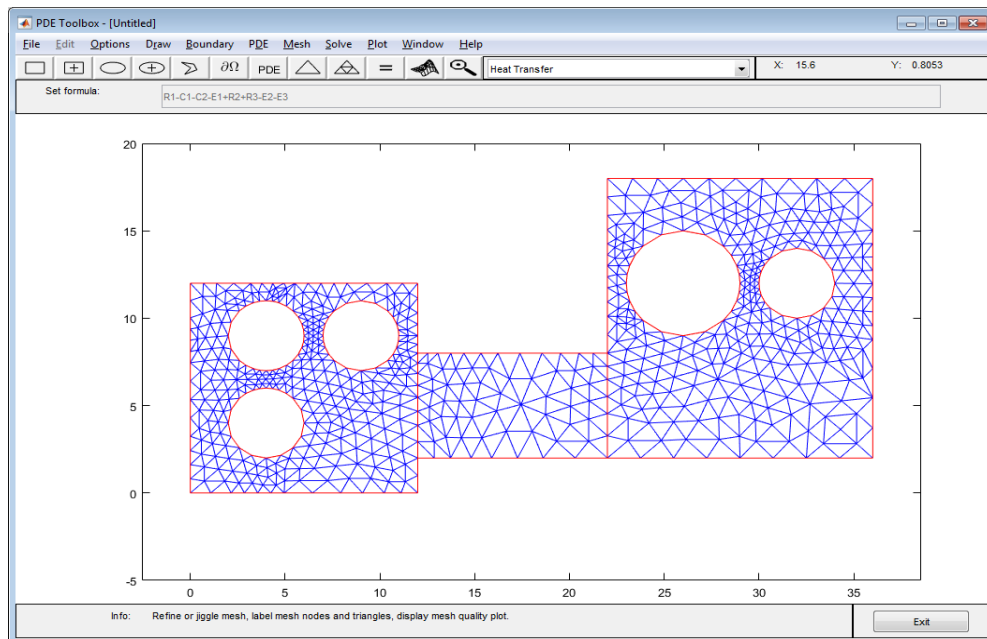 PDE Toolbox - [Untitled]
File Edit Options Draw Boundary PDE Mesh Solve Plot Window Help
∂Ω PDE = Heat Transfer X: 15.6 Y: 0.8053
Set formula: R1-C1-C2-E1+R2+R3-E2-E3
20
15
10
5
0
-5
0 5 10 15 20 25 30 35
Info: Refine or jiggle mesh, label mesh nodes and triangles, display mesh quality plot. Exit